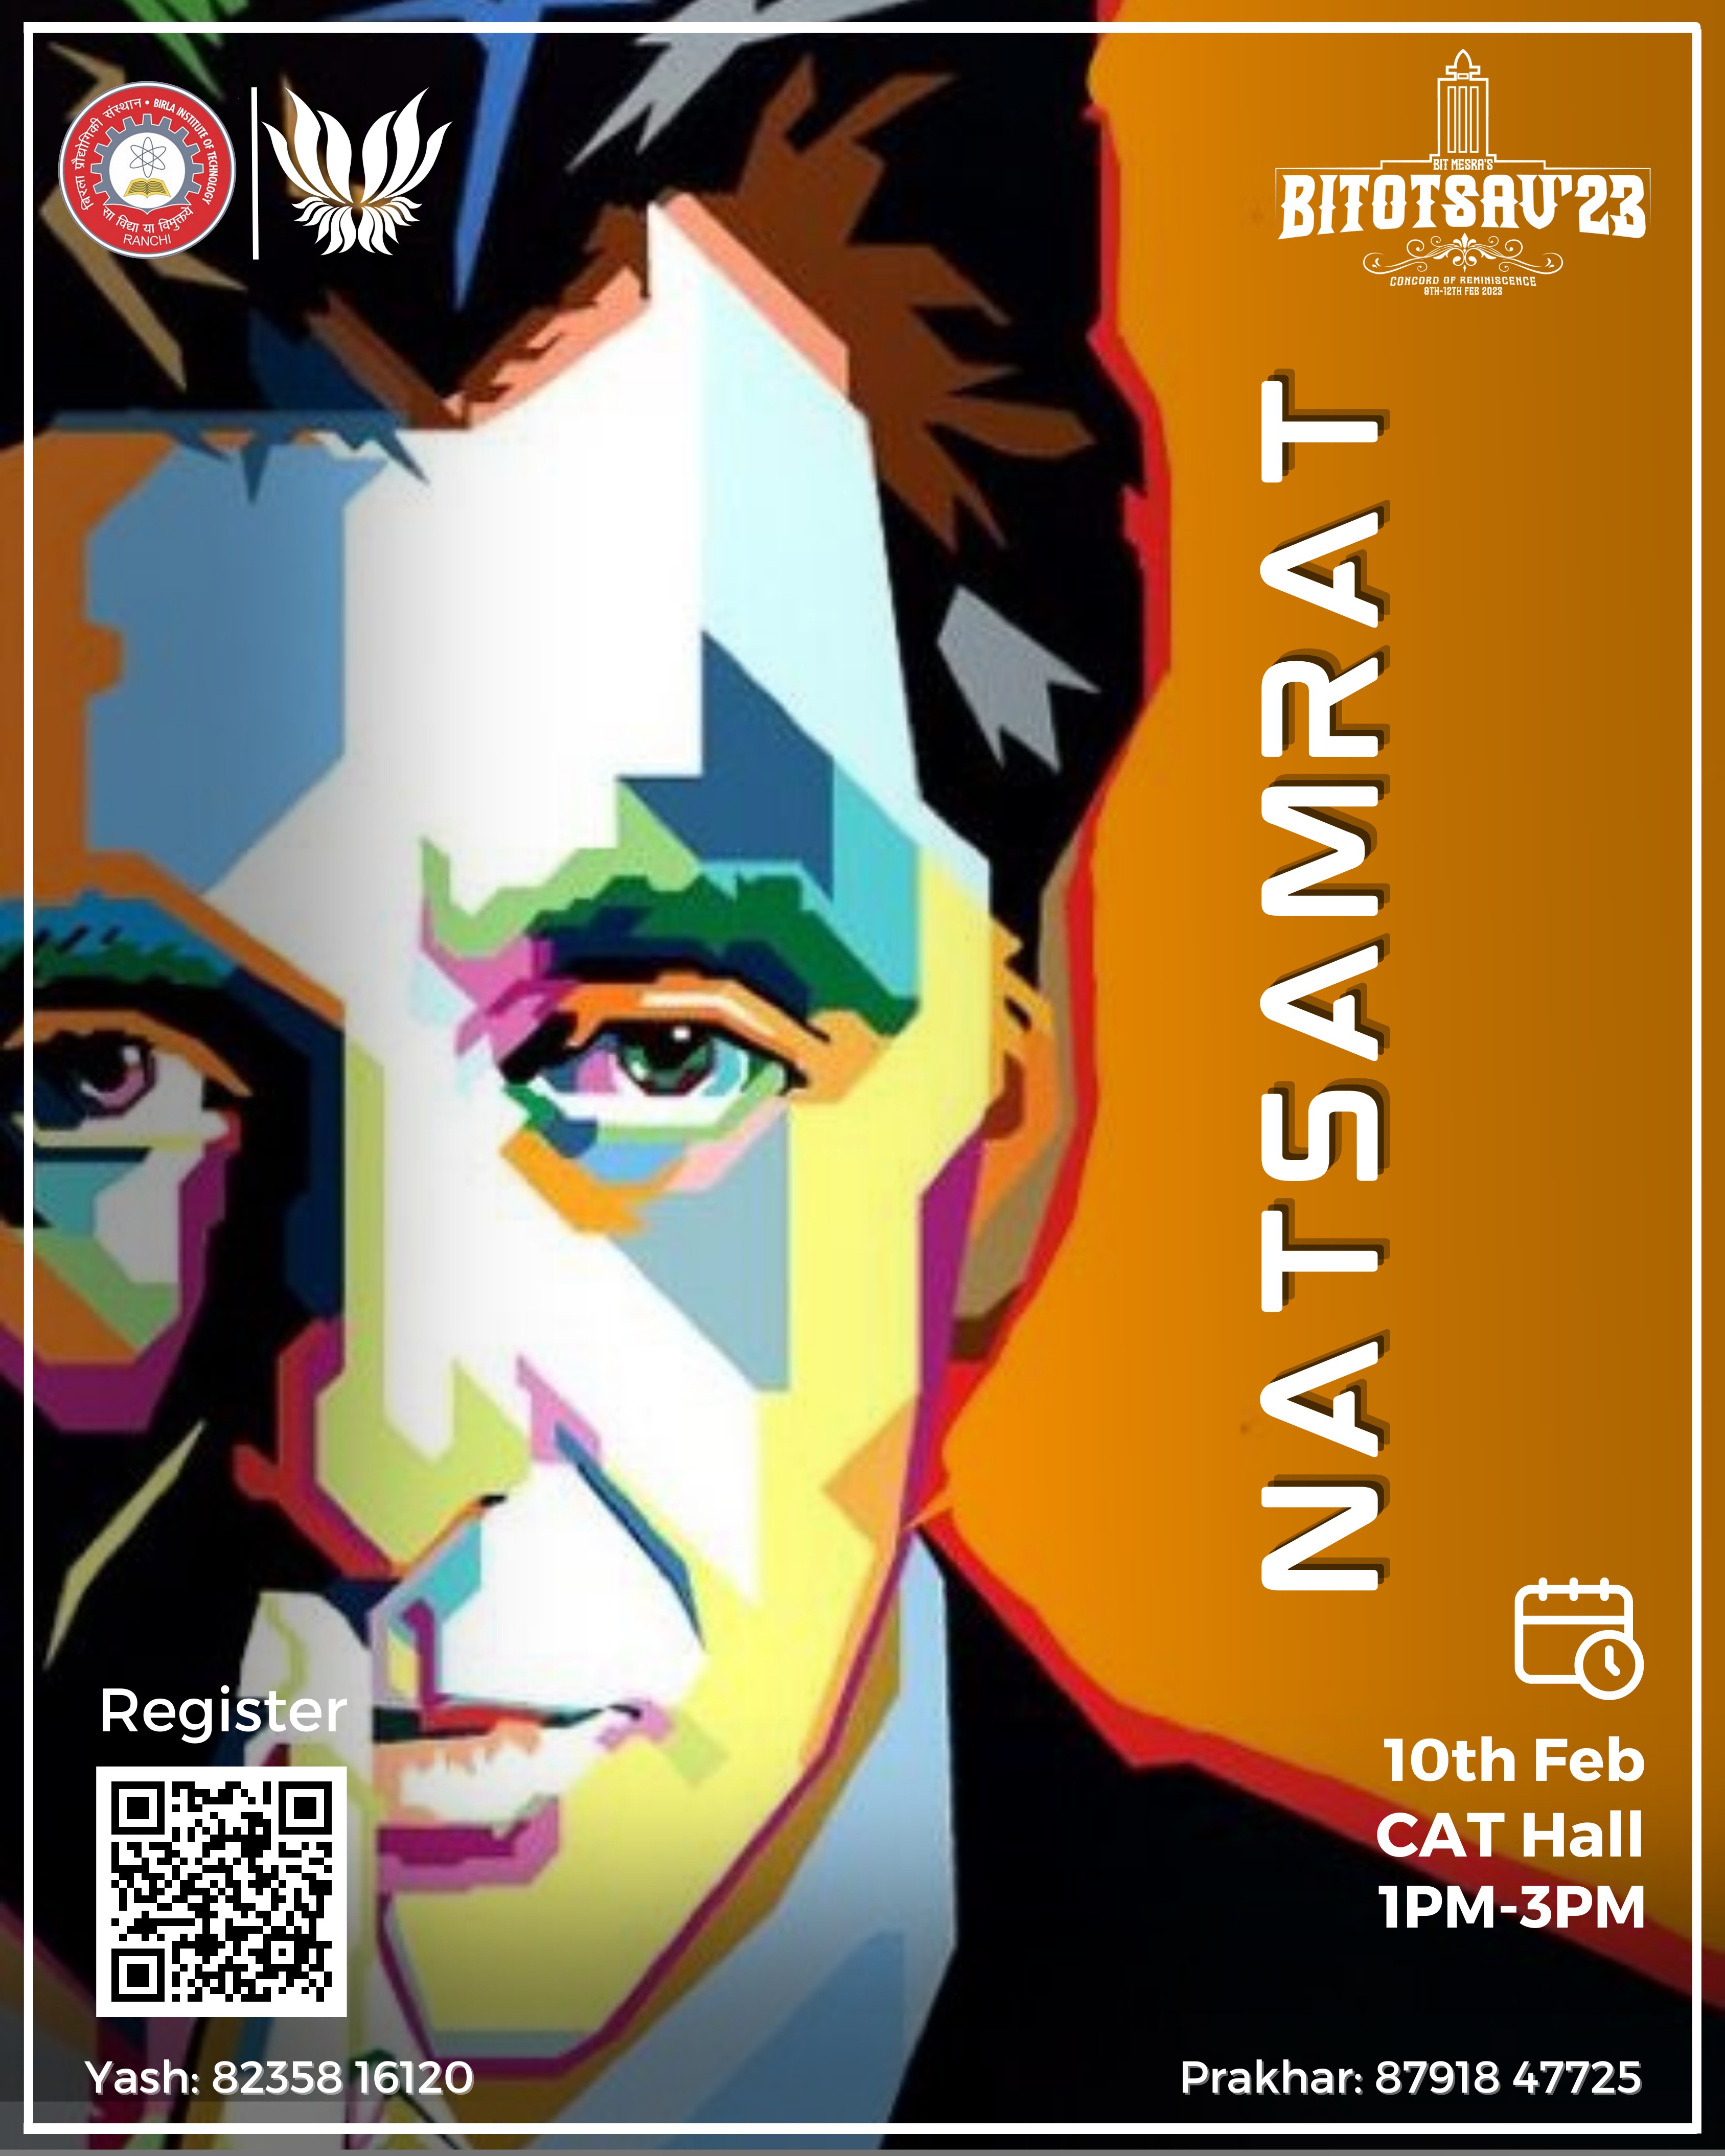 बिरला प्रौद्योगिकी संस्थान • BIRLA INSTITUTE OF TECHNOLOGY
सा विद्या या विमुक्तये
RANCHI
BIT MESRA'S
BITOTSAV'23
CONCORD OF REMINISCENCE
8TH-12TH FEB 2023
NATSAMRAT
Register
10th Feb
CAT Hall
1PM-3PM
Yash: 82358 16120
Prakhar: 87918 47725